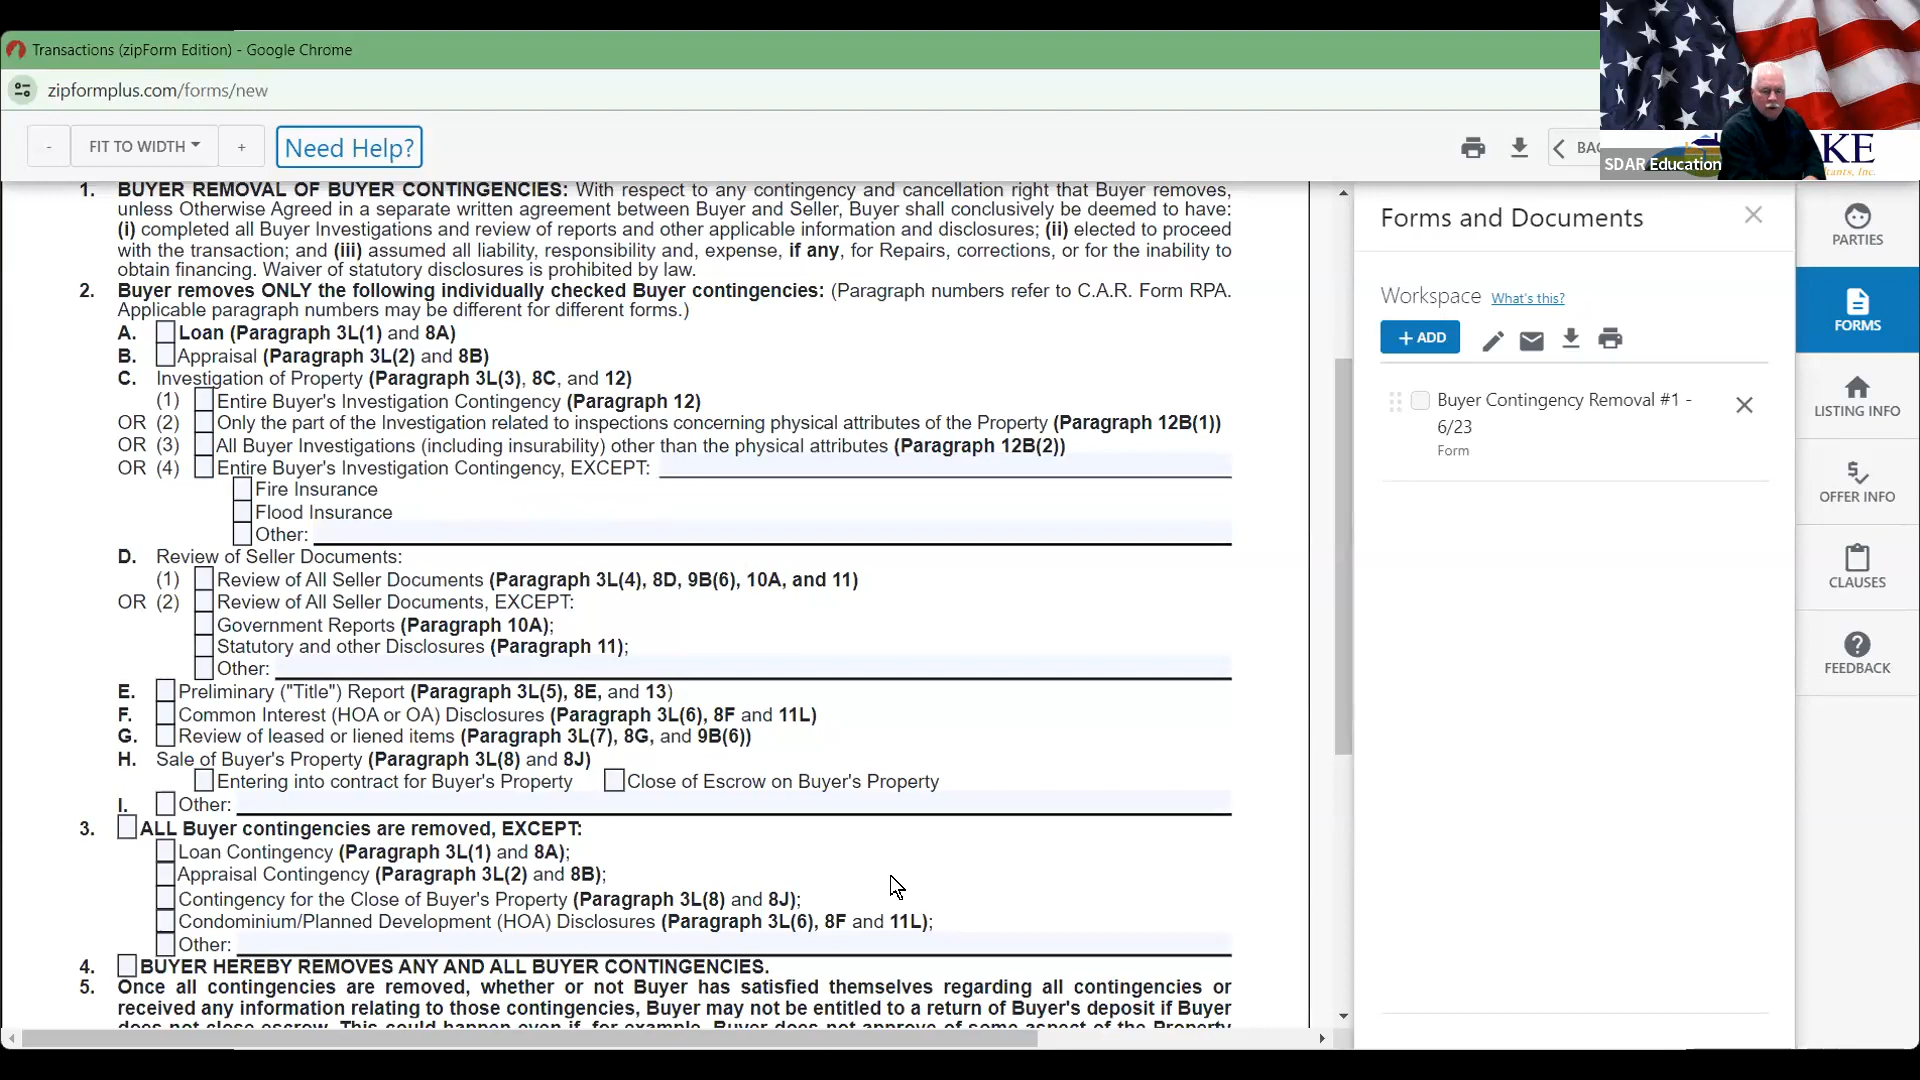 Transactions (zipForm Edition) - Google Chrome
zipformplus.com/forms/new
- FIT TO WIDTH + Need Help?
SDAR Education
KE
1. BUYER REMOVAL OF BUYER CONTINGENCIES: With respect to any contingency and cancellation right that Buyer removes,
unless Otherwise Agreed in a separate written agreement between Buyer and Seller, Buyer shall conclusively be deemed to have:
(i) completed all Buyer Investigations and review of reports and other applicable information and disclosures; (ii) elected to proceed
with the transaction; and (iii) assumed all liability, responsibility and, expense, if any, for Repairs, corrections, or for the inability to
obtain financing. Waiver of statutory disclosures is prohibited by law.
2. Buyer removes ONLY the following individually checked Buyer contingencies: (Paragraph numbers refer to C.A.R. Form RPA.
Applicable paragraph numbers may be different for different forms.)
A. Loan (Paragraph 3L(1) and 8A)
B. Appraisal (Paragraph 3L(2) and 8B)
C. Investigation of Property (Paragraph 3L(3), 8C, and 12)
(1) Entire Buyer's Investigation Contingency (Paragraph 12)
OR (2) Only the part of the Investigation related to inspections concerning physical attributes of the Property (Paragraph 12B(1))
OR (3) All Buyer Investigations (including insurability) other than the physical attributes (Paragraph 12B(2))
OR (4) Entire Buyer's Investigation Contingency, EXCEPT:
Fire Insurance
Flood Insurance
Other:
D. Review of Seller Documents:
(1) Review of All Seller Documents (Paragraph 3L(4), 8D, 9B(6), 10A, and 11)
OR (2) Review of All Seller Documents, EXCEPT:
Government Reports (Paragraph 10A);
Statutory and other Disclosures (Paragraph 11);
Other:
E. Preliminary ("Title") Report (Paragraph 3L(5), 8E, and 13)
F. Common Interest (HOA or OA) Disclosures (Paragraph 3L(6), 8F and 11L)
G. Review of leased or liened items (Paragraph 3L(7), 8G, and 9B(6))
H. Sale of Buyer's Property (Paragraph 3L(8) and 8J)
Entering into contract for Buyer's Property Close of Escrow on Buyer's Property
I. Other:
3. ALL Buyer contingencies are removed, EXCEPT:
Loan Contingency (Paragraph 3L(1) and 8A);
Appraisal Contingency (Paragraph 3L(2) and 8B);
Contingency for the Close of Buyer's Property (Paragraph 3L(8) and 8J);
Condominium/Planned Development (HOA) Disclosures (Paragraph 3L(6), 8F and 11L);
Other:
4. BUYER HEREBY REMOVES ANY AND ALL BUYER CONTINGENCIES.
5. Once all contingencies are removed, whether or not Buyer has satisfied themselves regarding all contingencies or
received any information relating to those contingencies, Buyer may not be entitled to a return of Buyer's deposit if Buyer
does not close escrow. This could happen even if, for example, Buyer does not approve of some aspect of the Property
Forms and Documents
Workspace What's this?
+ ADD
Buyer Contingency Removal #1 -
6/23
Form
PARTIES
FORMS
LISTING INFO
OFFER INFO
CLAUSES
FEEDBACK